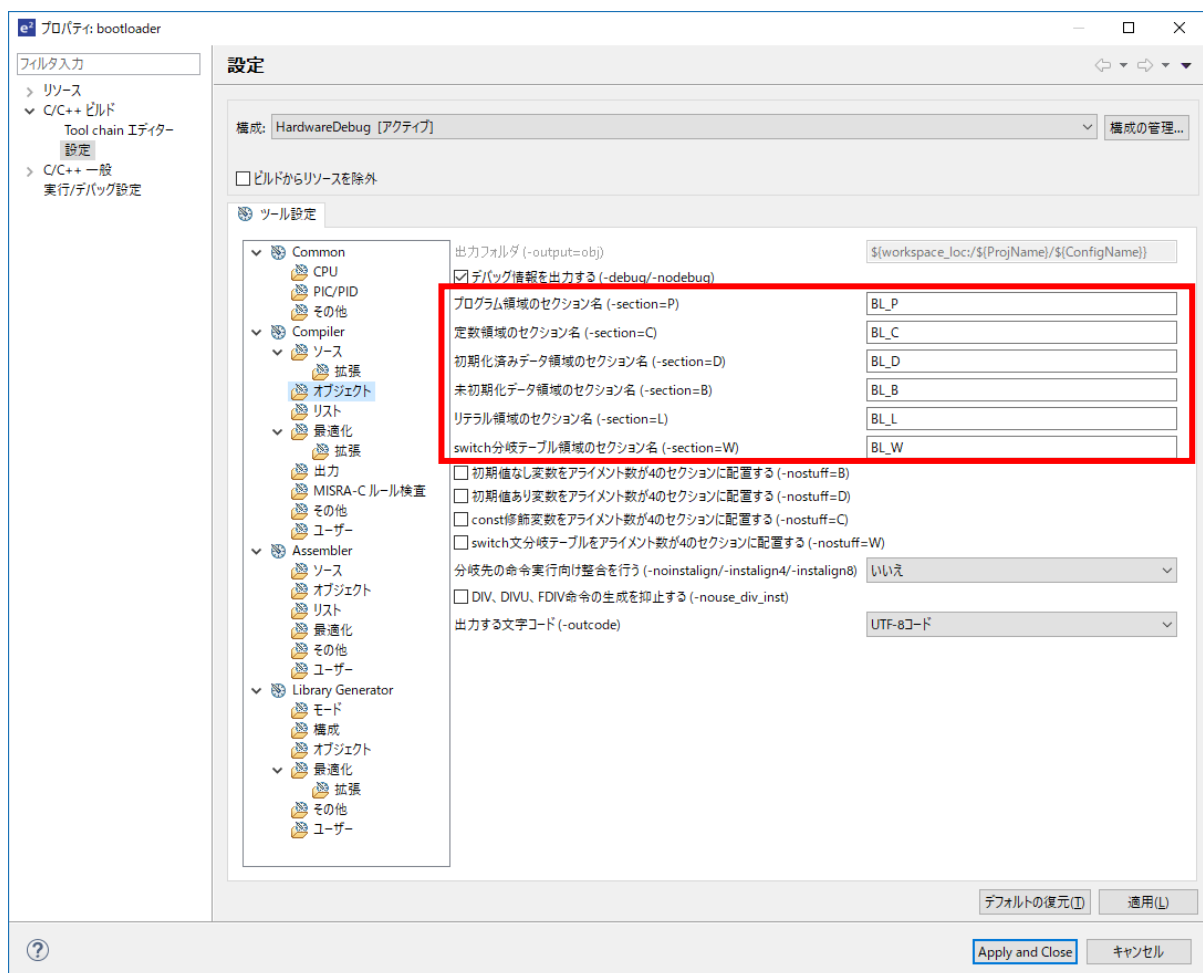 e² プロパティ: bootloader
フィルタ入力
設定
リソース
C/C++ ビルド
Tool chain エディター
設定
C/C++ 一般
実行/デバッグ設定
構成: HardwareDebug [アクティブ] 構成の管理...
ビルドからリソースを除外
ツール設定
Common
CPU
PIC/PID
その他
Compiler
ソース
拡張
オブジェクト
リスト
最適化
拡張
出力
MISRA-C ルール検査
その他
ユーザー
Assembler
ソース
オブジェクト
リスト
最適化
その他
ユーザー
Library Generator
モード
構成
オブジェクト
最適化
拡張
その他
ユーザー
出力フォルダ (-output=obj) ${workspace_loc:/${ProjName}/${ConfigName}}
デバッグ情報を出力する (-debug/-nodebug)
プログラム領域のセクション名 (-section=P) BL_P
定数領域のセクション名 (-section=C) BL_C
初期化済みデータ領域のセクション名 (-section=D) BL_D
未初期化データ領域のセクション名 (-section=B) BL_B
リテラル領域のセクション名 (-section=L) BL_L
switch分岐テーブル領域のセクション名 (-section=W) BL_W
初期値なし変数をアライメント数が4のセクションに配置する (-nostuff=B)
初期値あり変数をアライメント数が4のセクションに配置する (-nostuff=D)
const修飾変数をアライメント数が4のセクションに配置する (-nostuff=C)
switch文分岐テーブルをアライメント数が4のセクションに配置する (-nostuff=W)
分岐先の命令実行向け整合を行う (-noinstalign/-instalign4/-instalign8) いいえ
DIV、DIVU、FDIV命令の生成を抑止する (-nouse_div_inst)
出力する文字コード (-outcode) UTF-8コード
デフォルトの復元(T) 適用(L)
? Apply and Close キャンセル